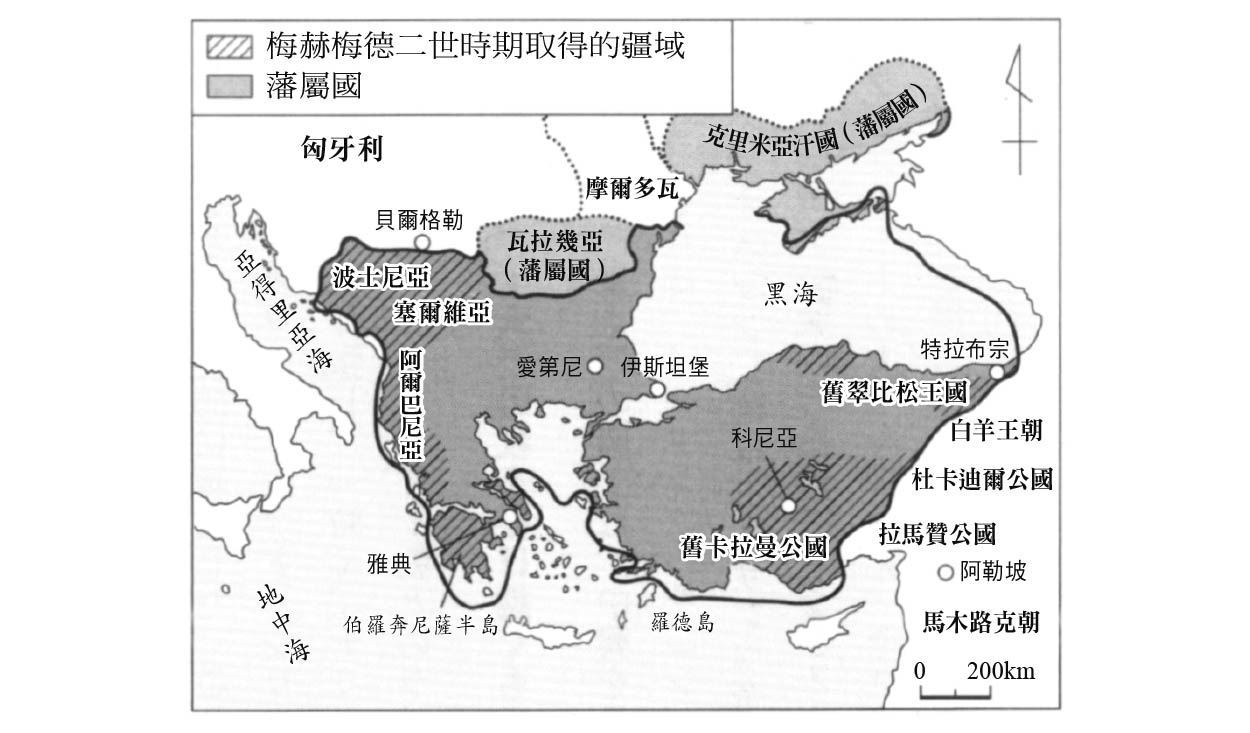 梅赫梅德二世時期取得的疆域
藩屬國
匈牙利
克里米亞汗國（藩屬國）
摩爾多瓦
貝爾格勒
瓦拉幾亞
（藩屬國）
亞得里亞海
波士尼亞
塞爾維亞
黑海
阿爾巴尼亞
愛第尼
伊斯坦堡
特拉布宗
舊翠比松王國
白羊王朝
科尼亞
杜卡迪爾公國
拉馬贊公國
舊卡拉曼公國
雅典
阿勒坡
地中海
伯羅奔尼薩半島
羅德島
馬木路克朝
0 200km